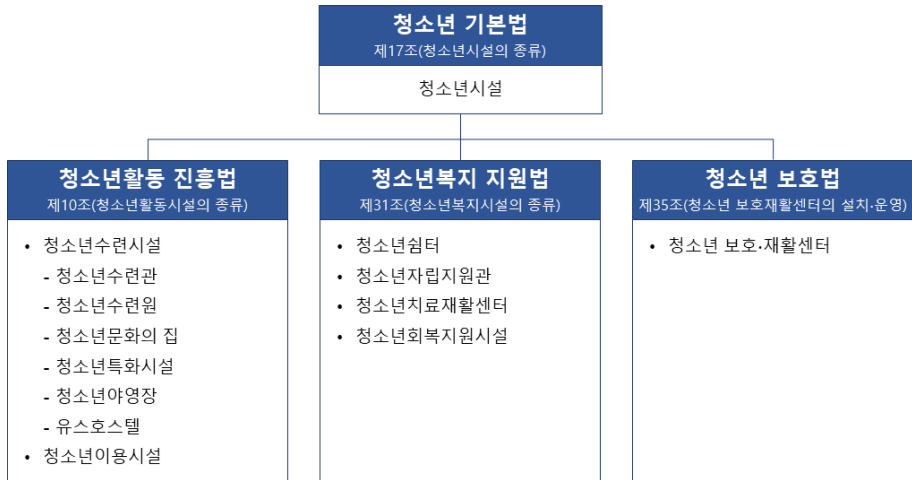 청소년 기본법
제17조(청소년시설의 종류)
청소년시설
청소년활동 진흥법
제10조(청소년활동시설의 종류)
• 청소년수련시설
- 청소년수련관
- 청소년수련원
- 청소년문화의 집
- 청소년특화시설
- 청소년야영장
- 유스호스텔
• 청소년이용시설
청소년복지 지원법
제31조(청소년복지시설의 종류)
• 청소년쉼터
• 청소년자립지원관
• 청소년치료재활센터
• 청소년회복지원시설
청소년 보호법
제35조(청소년 보호재활센터의 설치·운영)
• 청소년 보호·재활센터